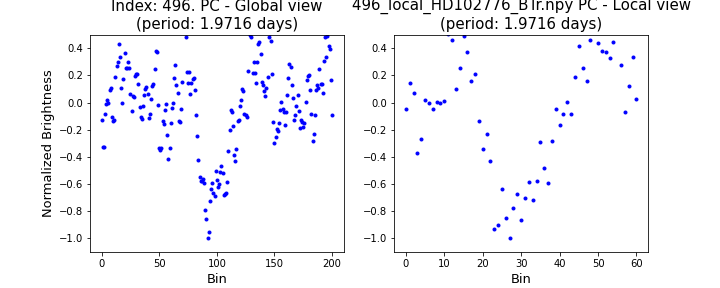 Index: 496. PC - Global view
(period: 1.9716 days)
496_local_HD102776_BTr.npy PC - Local view
(period: 1.9716 days)
Normalized Brightness
0.4
0.2
0.0
−0.2
−0.4
−0.6
−0.8
−1.0
0 50 100 150 200
Bin
0.4
0.2
0.0
−0.2
−0.4
−0.6
−0.8
−1.0
0 10 20 30 40 50 60
Bin